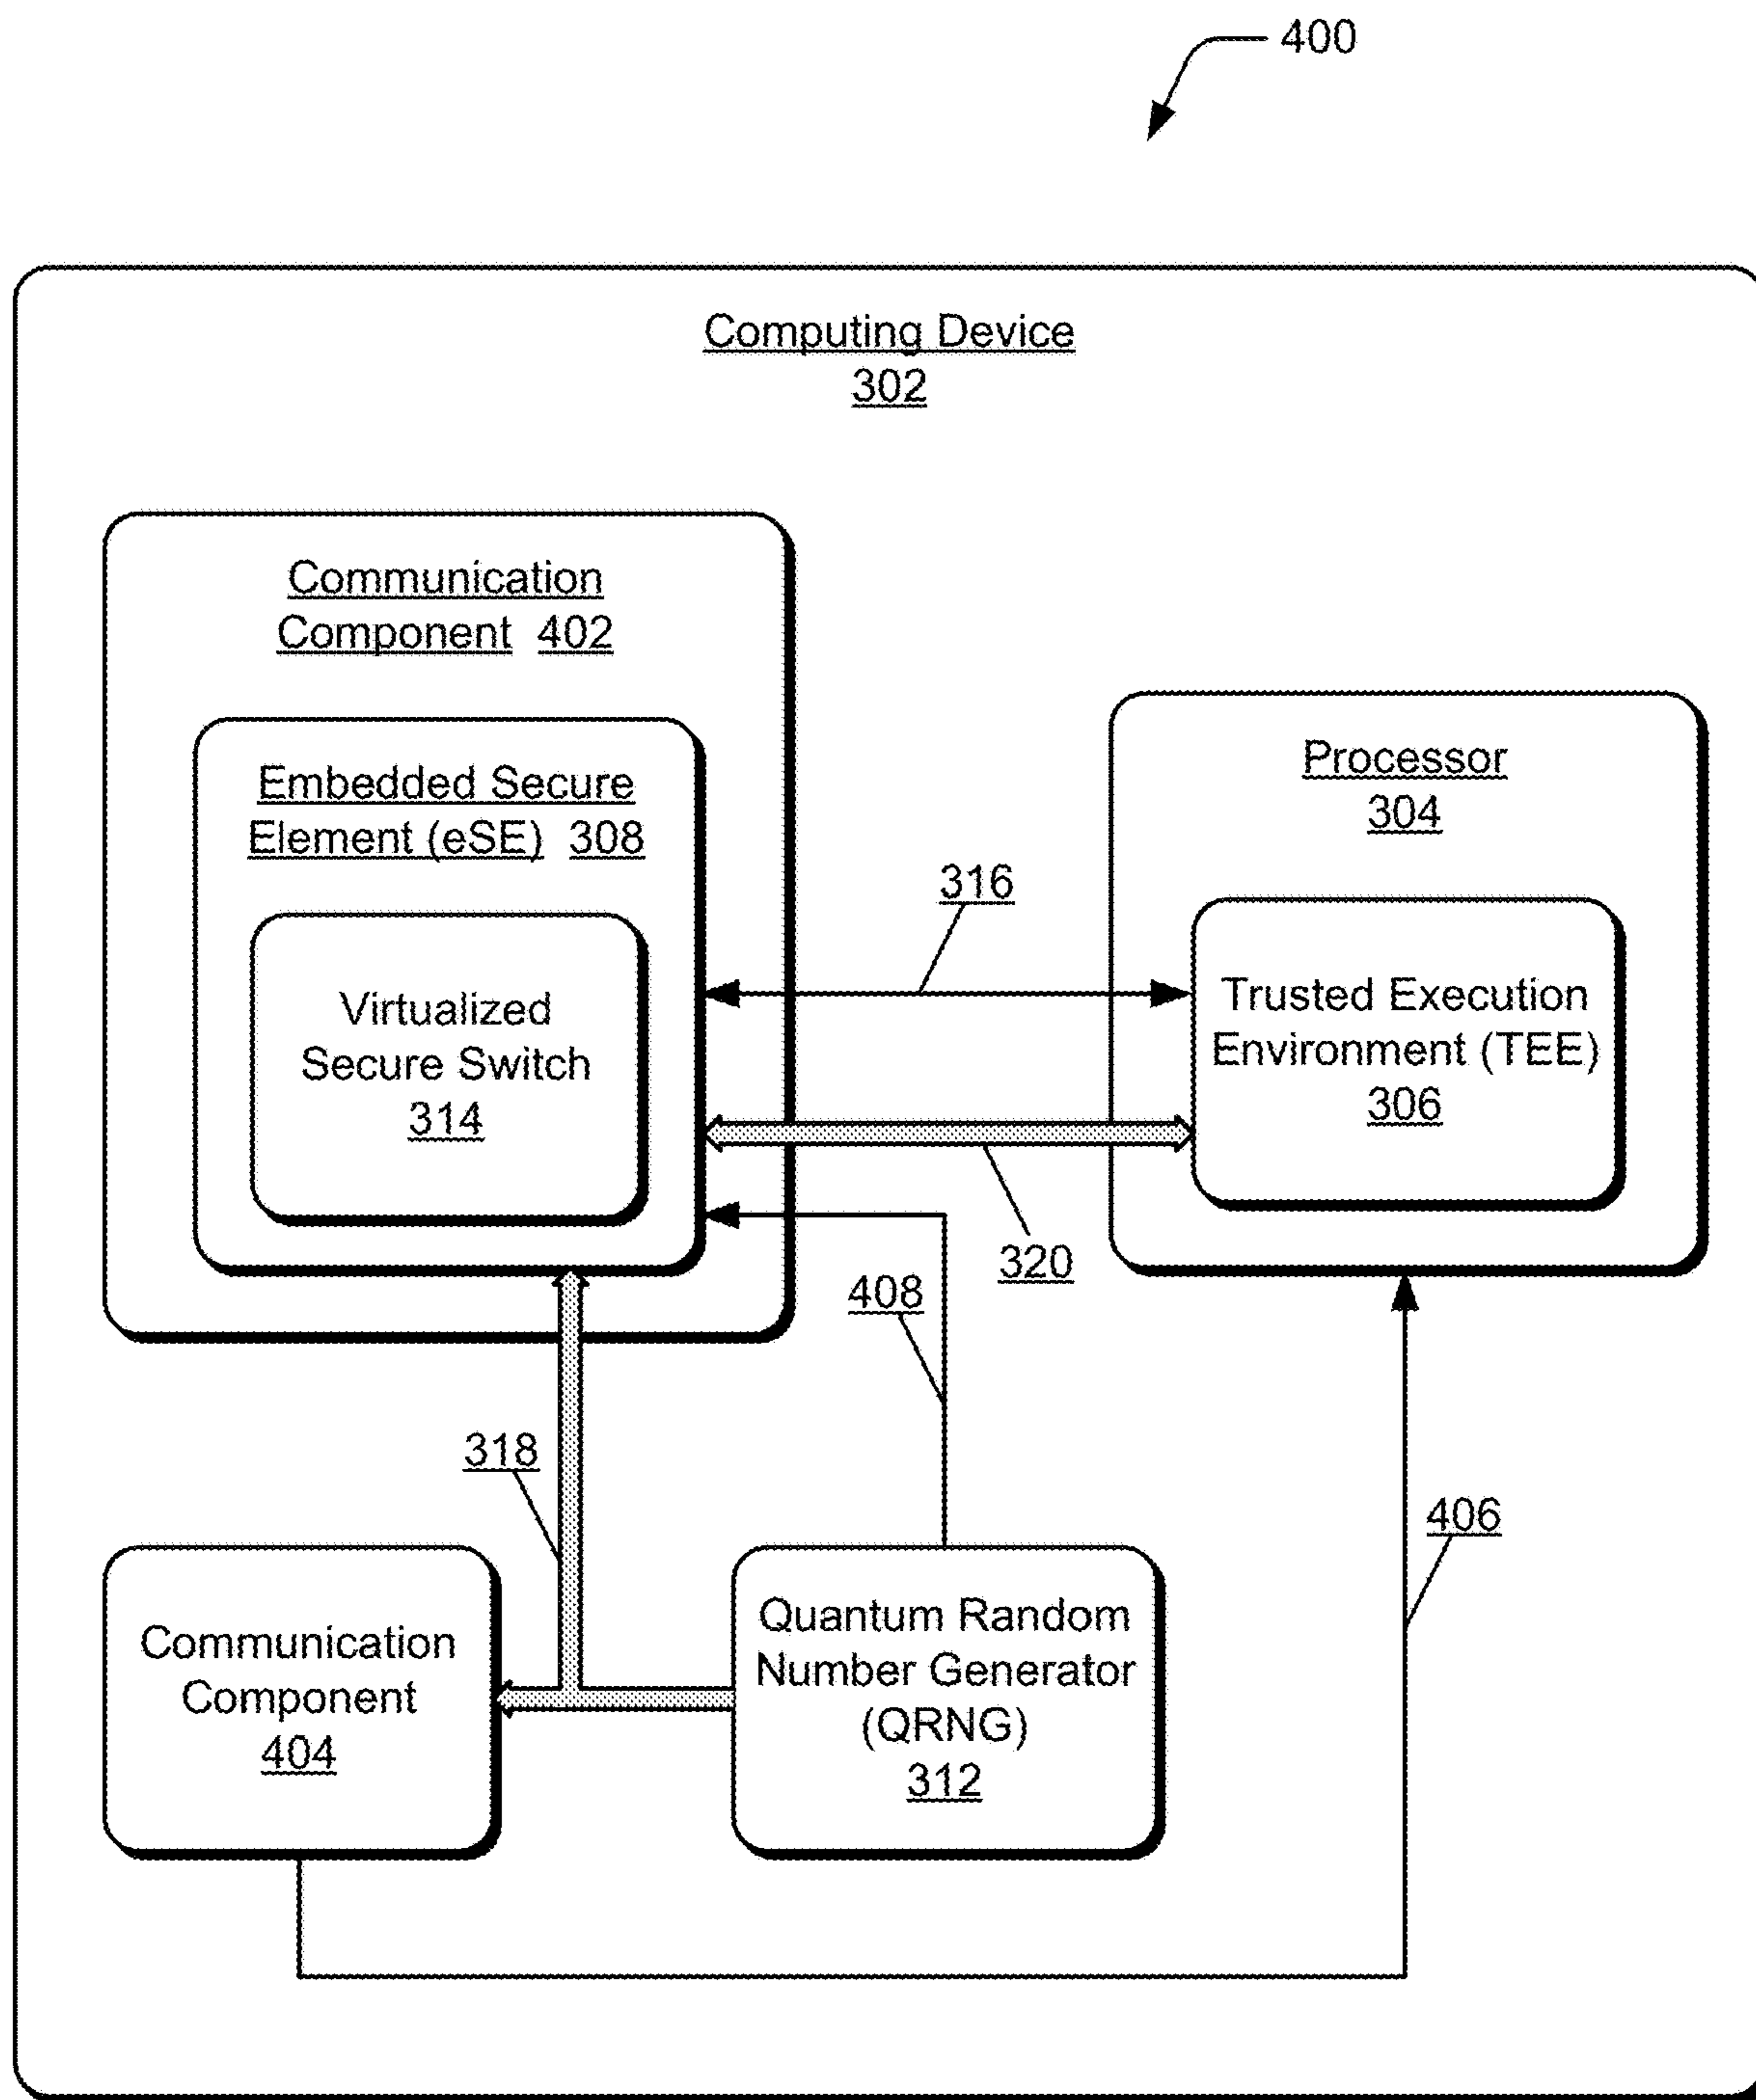 400
Computing Device
302
Communication
Component 402
Embedded Secure
Element (eSE) 308
Virtualized
Secure Switch
314
Processor
304
Trusted Execution
Environment (TEE)
306
316
320
408
318
406
Communication
Component
404
Quantum Random
Number Generator
(QRNG)
312